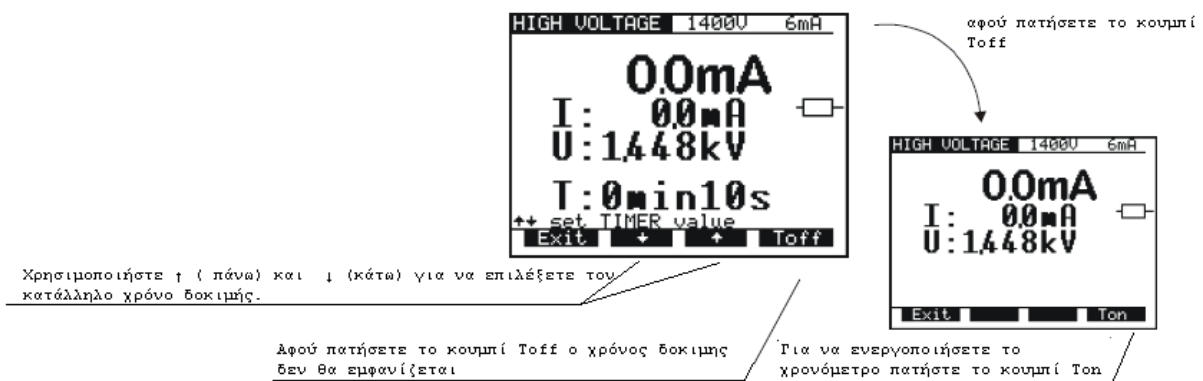 HIGH VOLTAGE 1400V 6mA
0.0mA
I: 0.0mA
U:1.448kV
T:0min10s
↑↓ set TIMER value
Exit ↓ ↑ Toff
αφού πατήσετε το κουμπί
Toff
HIGH VOLTAGE 1400V 6mA
0.0mA
I: 0.0mA
U:1.448kV
Exit Ton
Χρησιμοποιήστε ↑ ( πάνω) και ↓ (κάτω) για να επιλέξετε τον
κατάλληλο χρόνο δοκιμής.
Αφού πατήσετε το κουμπί Toff ο χρόνος δοκιμης
δεν θα εμφανίζεται
Για να ενεργοποιήσετε το
χρονόμετρο πατήστε το κουμπί Ton